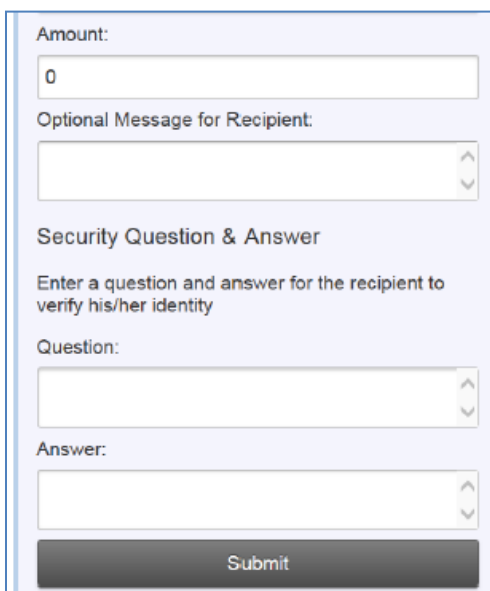 Amount:
0
Optional Message for Recipient:
Security Question & Answer
Enter a question and answer for the recipient to
verify his/her identity
Question:
Answer:
Submit